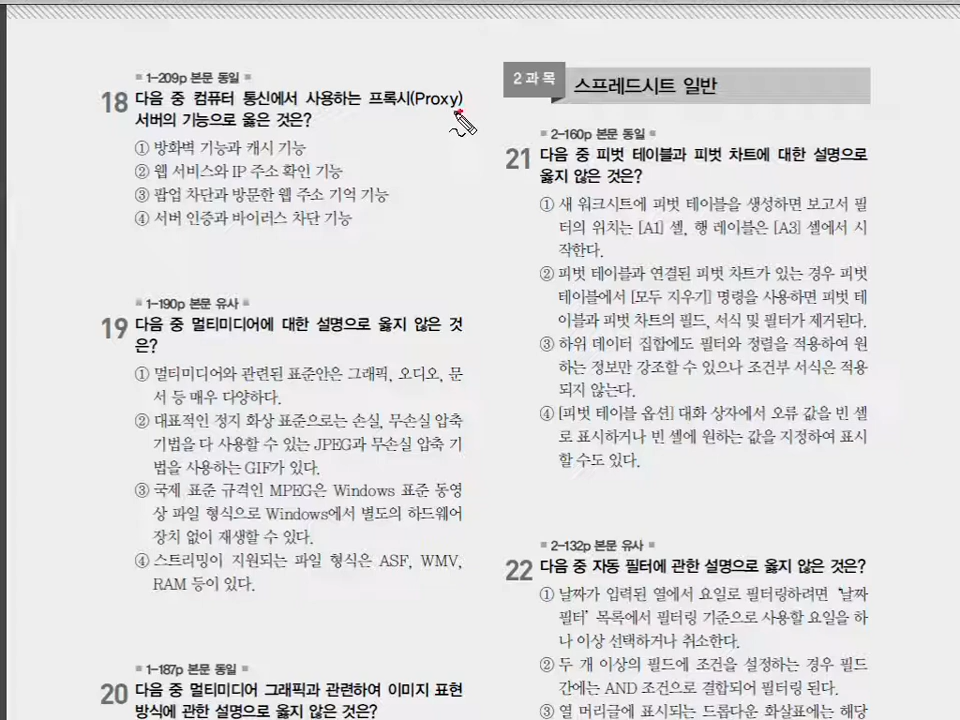 ■ 1-209p 본문 동일 ■
18 다음 중 컴퓨터 통신에서 사용하는 프록시(Proxy)
서버의 기능으로 옳은 것은?
① 방화벽 기능과 캐시 기능
② 웹 서비스와 IP 주소 확인 기능
③ 팝업 차단과 방문한 웹 주소 기억 기능
④ 서버 인증과 바이러스 차단 기능
■ 1-190p 본문 유사 ■
19 다음 중 멀티미디어에 대한 설명으로 옳지 않은 것
은?
① 멀티미디어와 관련된 표준안은 그래픽, 오디오, 문
서 등 매우 다양하다.
② 대표적인 정지 화상 표준으로는 손실, 무손실 압축
기법을 다 사용할 수 있는 JPEG과 무손실 압축 기
법을 사용하는 GIF가 있다.
③ 국제 표준 규격인 MPEG은 Windows 표준 동영
상 파일 형식으로 Windows에서 별도의 하드웨어
장치 없이 재생할 수 있다.
④ 스트리밍이 지원되는 파일 형식은 ASF, WMV,
RAM 등이 있다.
■ 1-187p 본문 동일 ■
20 다음 중 멀티미디어 그래픽과 관련하여 이미지 표현
방식에 관한 설명으로 옳지 않은 것은?
2과목 스프레드시트 일반
■ 2-160p 본문 동일 ■
21 다음 중 피벗 테이블과 피벗 차트에 대한 설명으로
옳지 않은 것은?
① 새 워크시트에 피벗 테이블을 생성하면 보고서 필
터의 위치는 [A1] 셀, 행 레이블은 [A3] 셀에서 시
작한다.
② 피벗 테이블과 연결된 피벗 차트가 있는 경우 피벗
테이블에서 [모두 지우기] 명령을 사용하면 피벗 테
이블과 피벗 차트의 필드, 서식 및 필터가 제거된다.
③ 하위 데이터 집합에도 필터와 정렬을 적용하여 원
하는 정보만 강조할 수 있으나 조건부 서식은 적용
되지 않는다.
④ [피벗 테이블 옵션] 대화 상자에서 오류 값을 빈 셀
로 표시하거나 빈 셀에 원하는 값을 지정하여 표시
할 수도 있다.
■ 2-132p 본문 유사 ■
22 다음 중 자동 필터에 관한 설명으로 옳지 않은 것은?
① 날짜가 입력된 열에서 요일로 필터링하려면 '날짜
필터' 목록에서 필터링 기준으로 사용할 요일을 하
나 이상 선택하거나 취소한다.
② 두 개 이상의 필드에 조건을 설정하는 경우 필드
간에는 AND 조건으로 결합되어 필터링 된다.
③ 열 머리글에 표시되는 드롭다운 화살표에는 해당